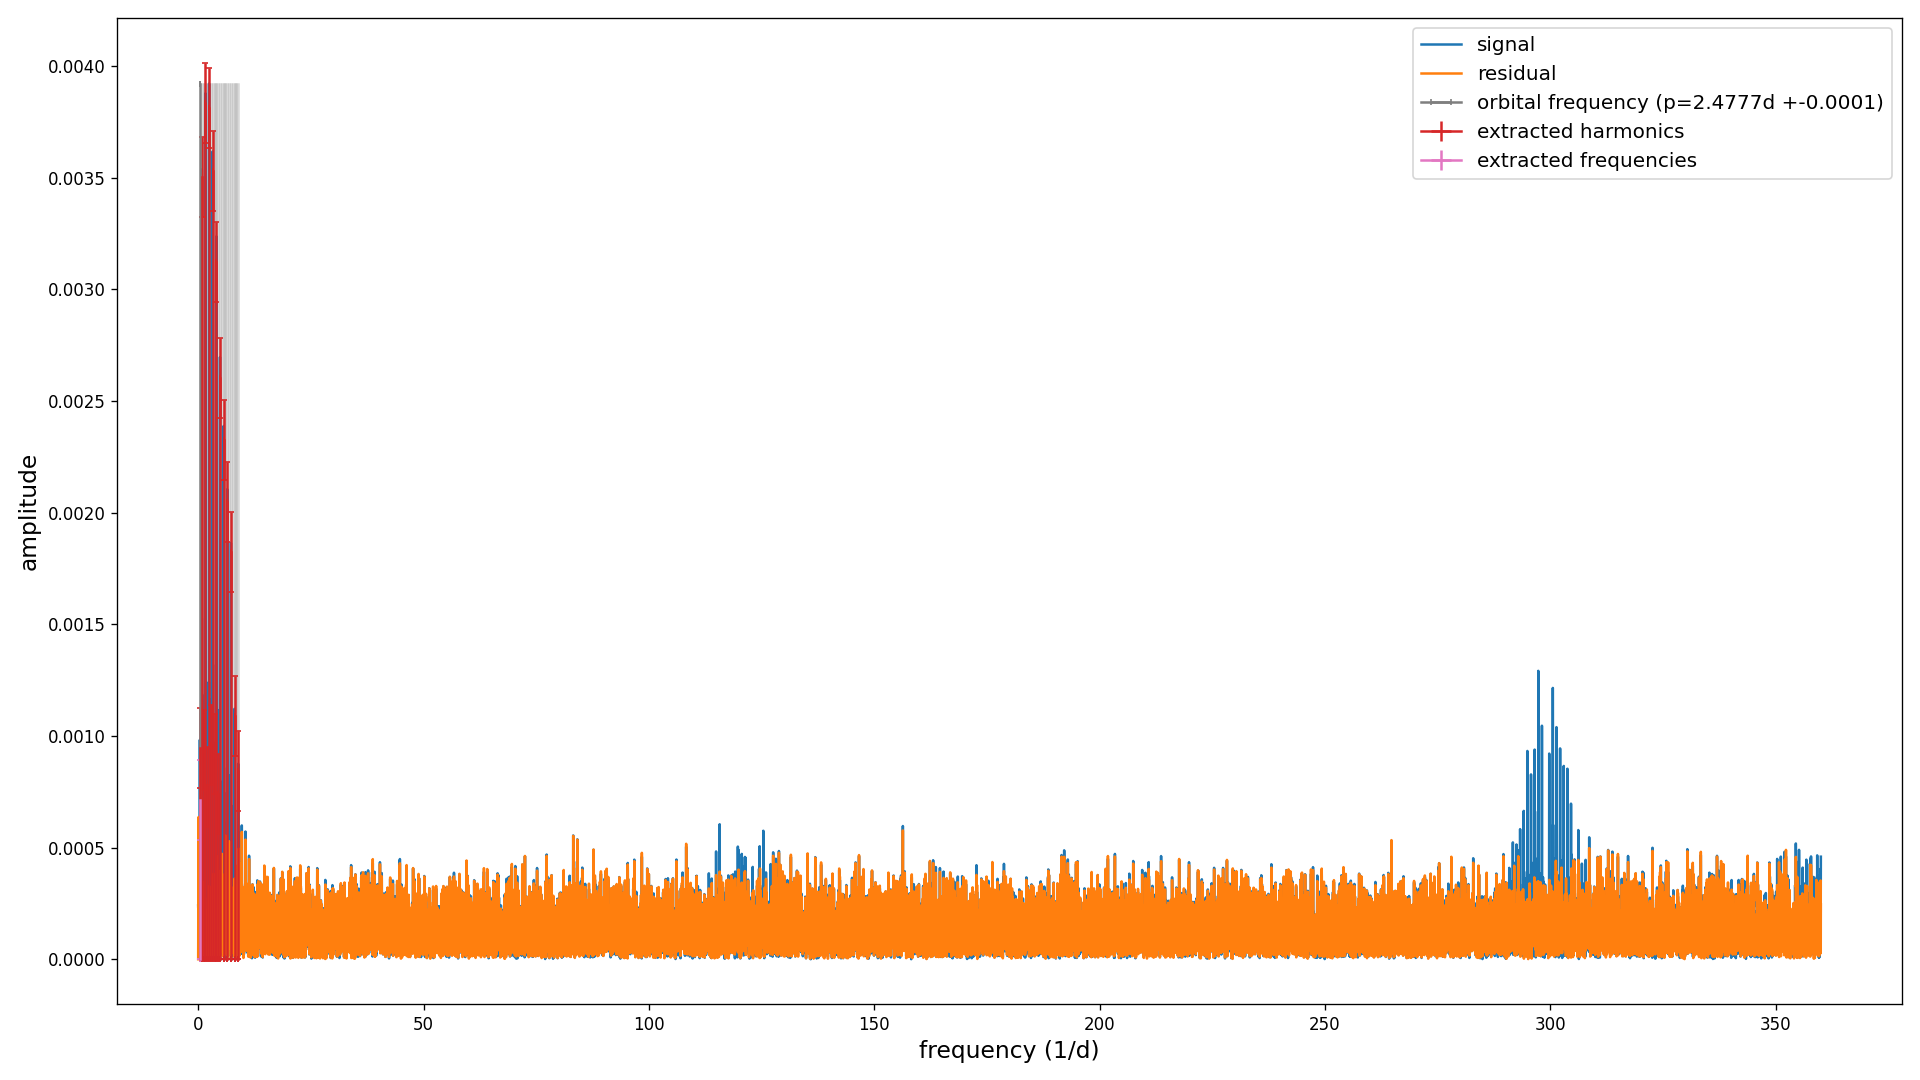 signal
residual
orbital frequency (p=2.4777d +-0.0001)
extracted harmonics
extracted frequencies
0.0040
0.0035
0.0030
0.0025
0.0020
0.0015
0.0010
0.0005
0.0000
amplitude
0 50 100 150 200 250 300 350
frequency (1/d)